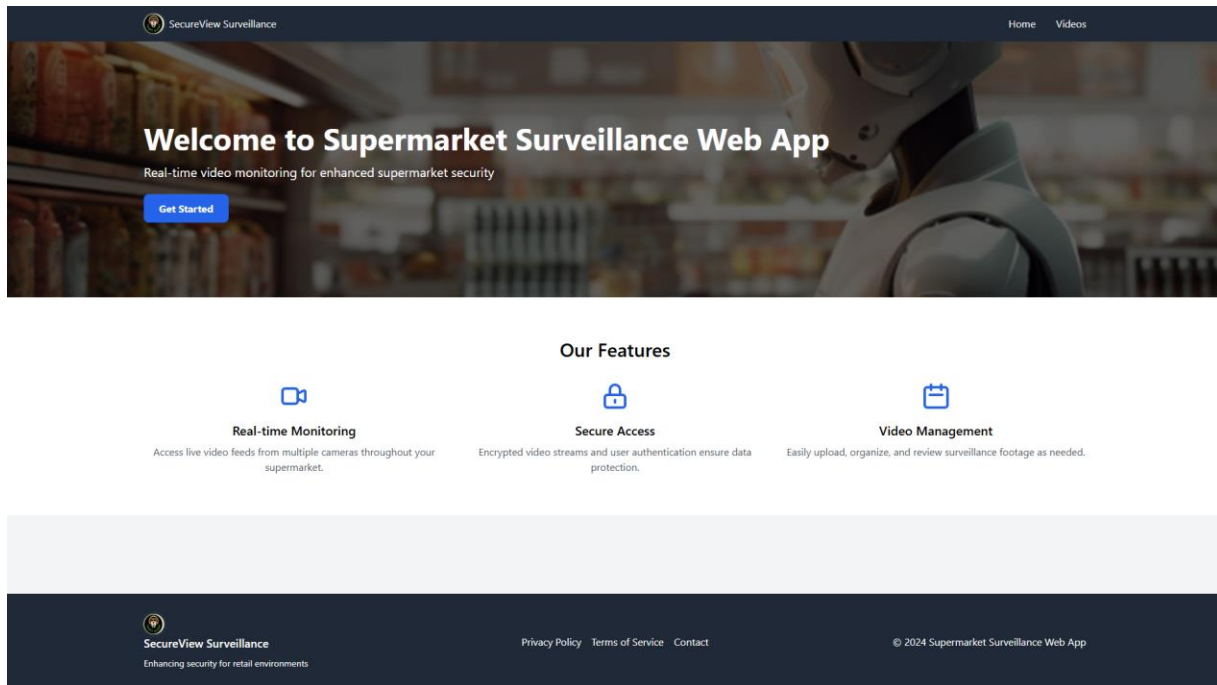 SecureView Surveillance
Home Videos
Welcome to Supermarket Surveillance Web App
Real-time video monitoring for enhanced supermarket security
Get Started
Our Features
Real-time Monitoring
Access live video feeds from multiple cameras throughout your
supermarket.
Secure Access
Encrypted video streams and user authentication ensure data
protection.
Video Management
Easily upload, organize, and review surveillance footage as needed.
SecureView Surveillance
Enhancing security for retail environments
Privacy Policy Terms of Service Contact
© 2024 Supermarket Surveillance Web App